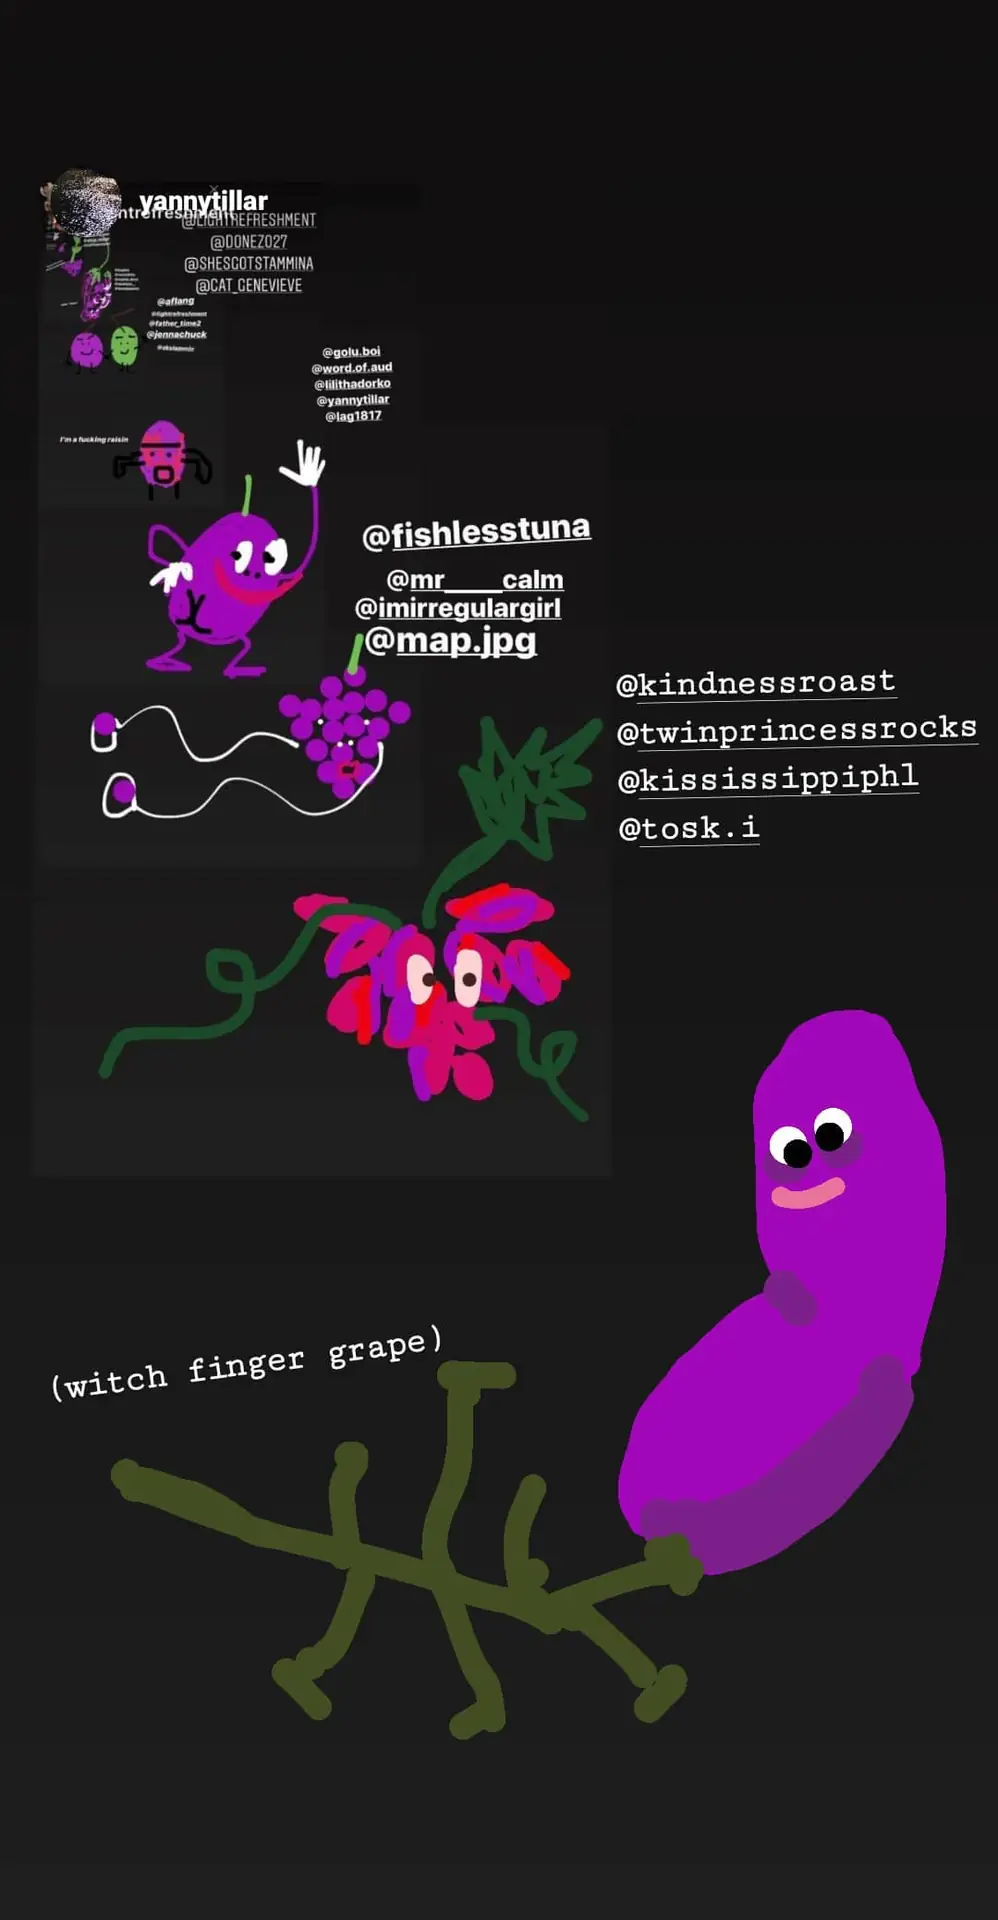 yannytillar
@LIGHTREFRESHMENT
@DONEZ027
@SHESGOTSTAMMINA
@CAT_GENEVIEVE
@aflang
@lightrefreshment
@father_time2
@jennachuck
@golu.boi
@word.of.aud
@lilithadorko
@yannytillar
@lag1817
I'm a fucking raisin
@fishlesstuna
@mr____calm
@imirregulargirl
@map.jpg
@kindnessroast
@twinprincessrocks
@kississippiphl
@tosk.i
(witch finger grape)